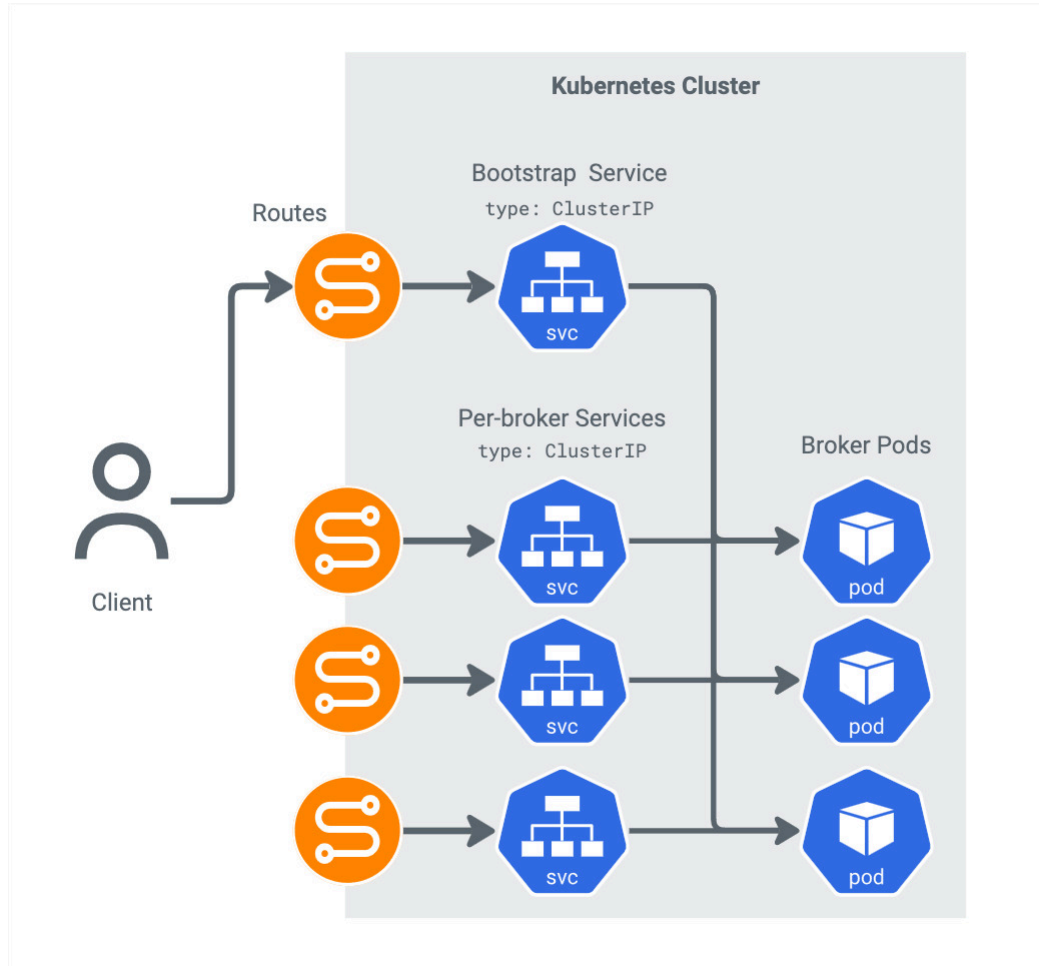 Kubernetes Cluster
Bootstrap Service
type: ClusterIP
Routes
svc
Per-broker Services
type: ClusterIP
Broker Pods
svc
pod
Client
svc
pod
svc
pod